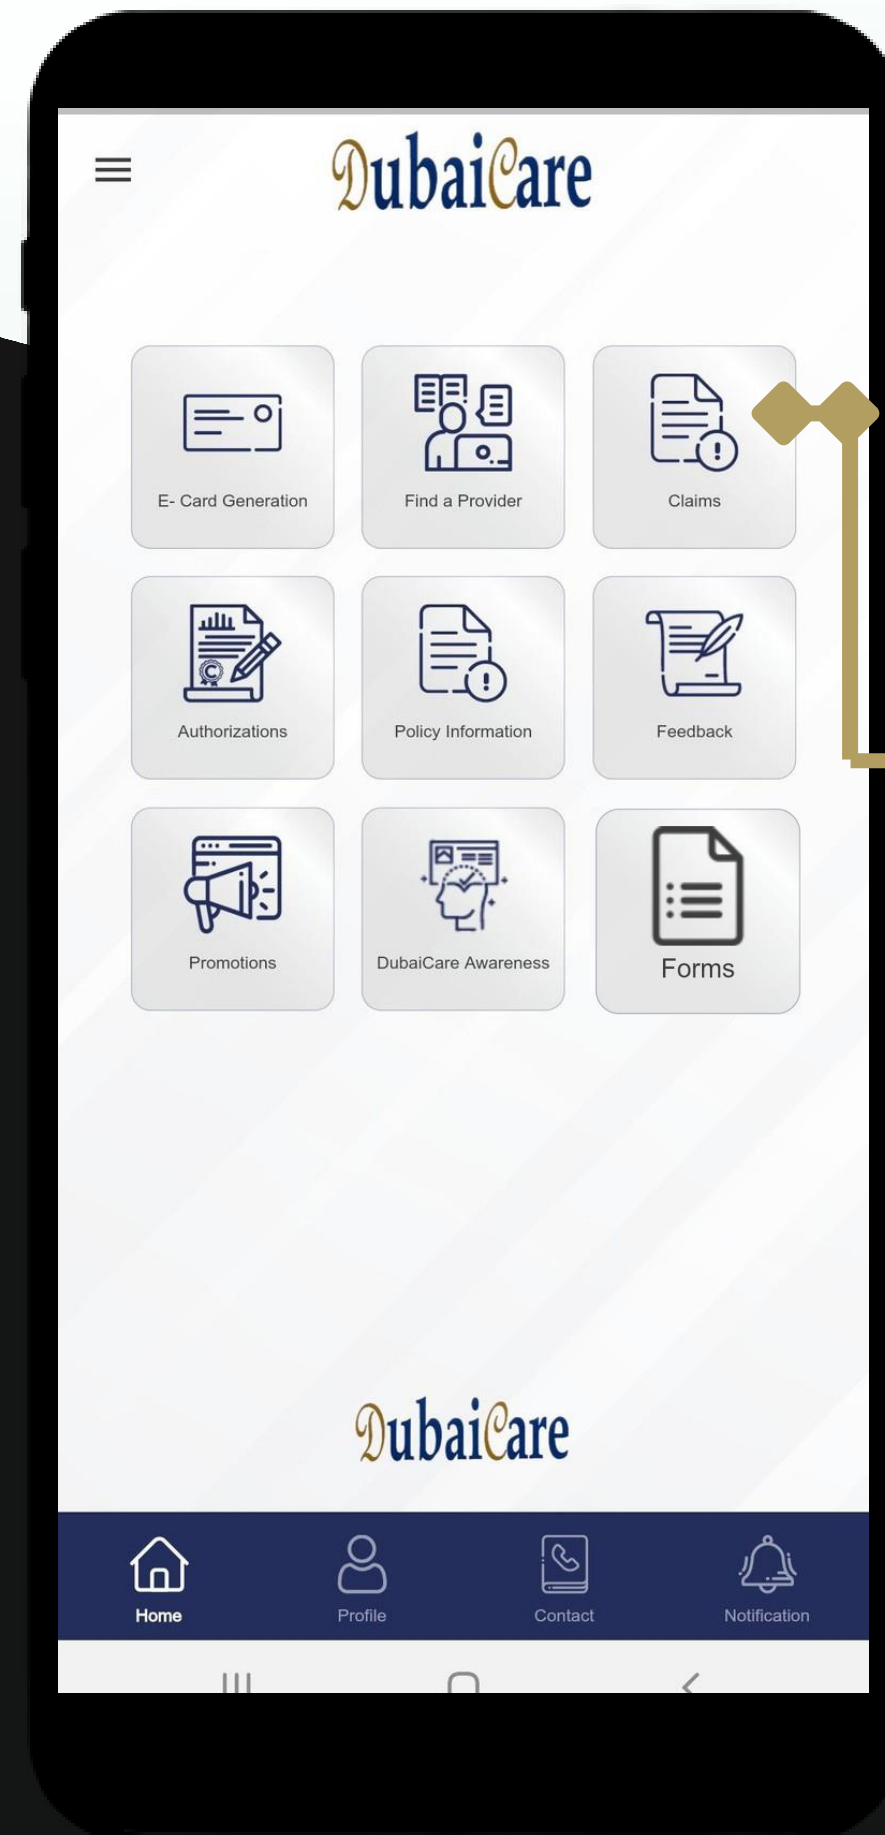 DubaiCare
E- Card Generation
Find a Provider
Claims
Authorizations
Policy Information
Feedback
Promotions
DubaiCare Awareness
Forms
DubaiCare
Home
Profile
Contact
Notification